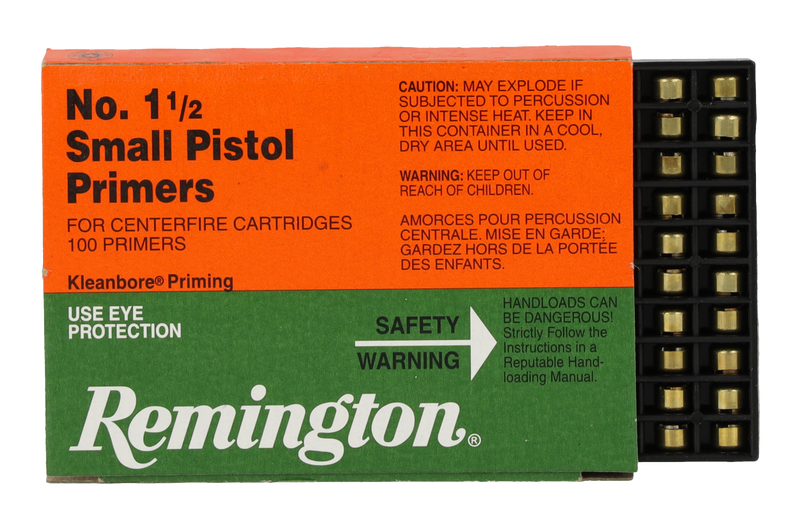 No. 1 1/2
Small Pistol
Primers
FOR CENTERFIRE CARTRIDGES
100 PRIMERS
Kleanbore® Priming
CAUTION: MAY EXPLODE IF
SUBJECTED TO PERCUSSION
OR INTENSE HEAT. KEEP IN
THIS CONTAINER IN A COOL,
DRY AREA UNTIL USED.
WARNING: KEEP OUT OF
REACH OF CHILDREN.
AMORCES POUR PERCUSSION
CENTRALE. MISE EN GARDE;
GARDEZ HORS DE LA PORTÉE
DES ENFANTS.
USE EYE
PROTECTION
SAFETY
WARNING
HANDLOADS CAN
BE DANGEROUS!
Strictly Follow the
Instructions in a
Reputable Hand-
loading Manual.
Remington®